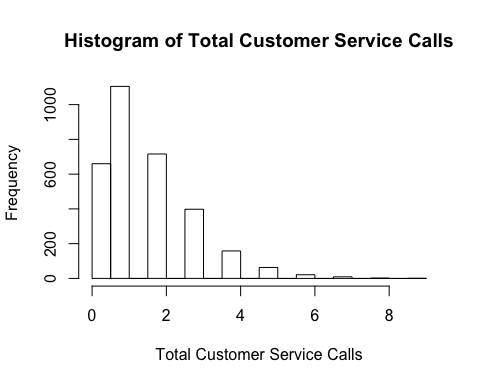 Histogram of Total Customer Service Calls
Frequency
1000
600
200
0
0 2 4 6 8
Total Customer Service Calls